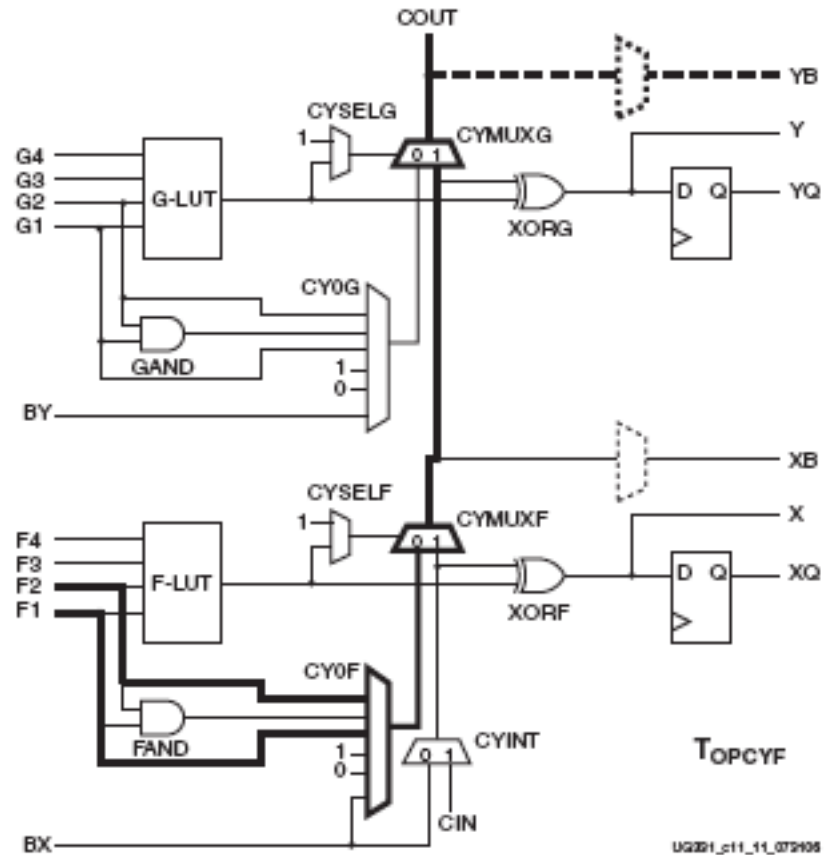 COUT
YB
CYSELG
CYMUXG
Y
1
0 1
G4
G3
G2
G1
G-LUT
D Q
YQ
XORG
CY0G
GAND
1
0
BY
XB
CYSELF
CYMUXF
X
1
0 1
F4
F3
F2
F1
F-LUT
D Q
XQ
XORF
CY0F
FAND
1
0
CYINT
0 1
TOPCYF
CIN
BX